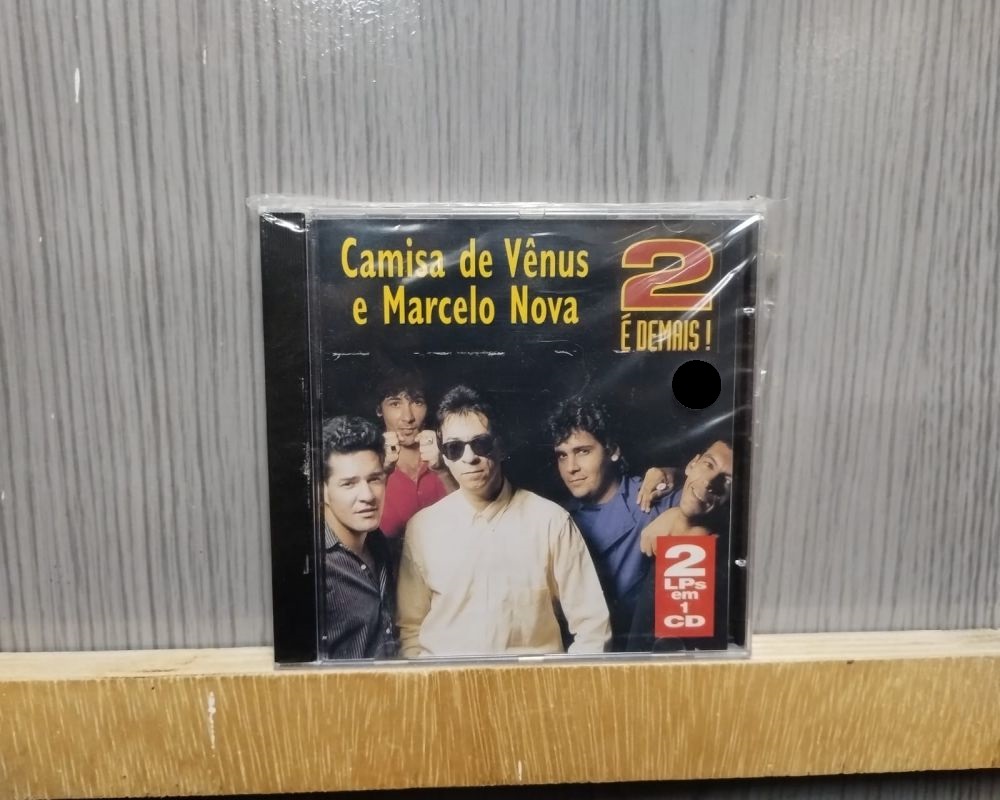 Camisa de Vênus
e Marcelo Nova
2
É DEMAIS!
2
LPs
em
1
CD